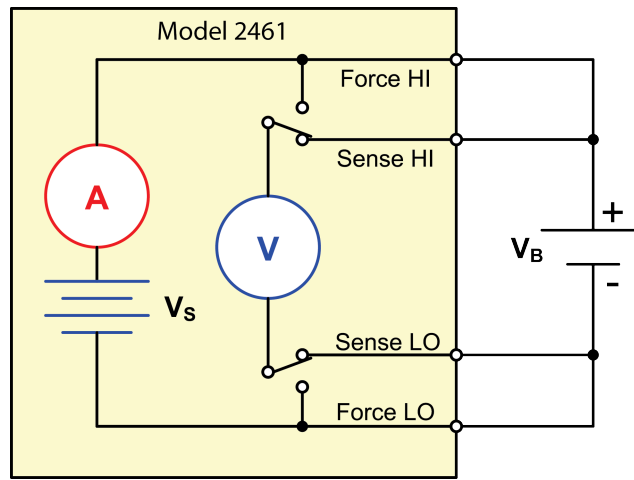 Model 2461
Force HI
Sense HI
A
V
VS
+
VB
-
Sense LO
Force LO